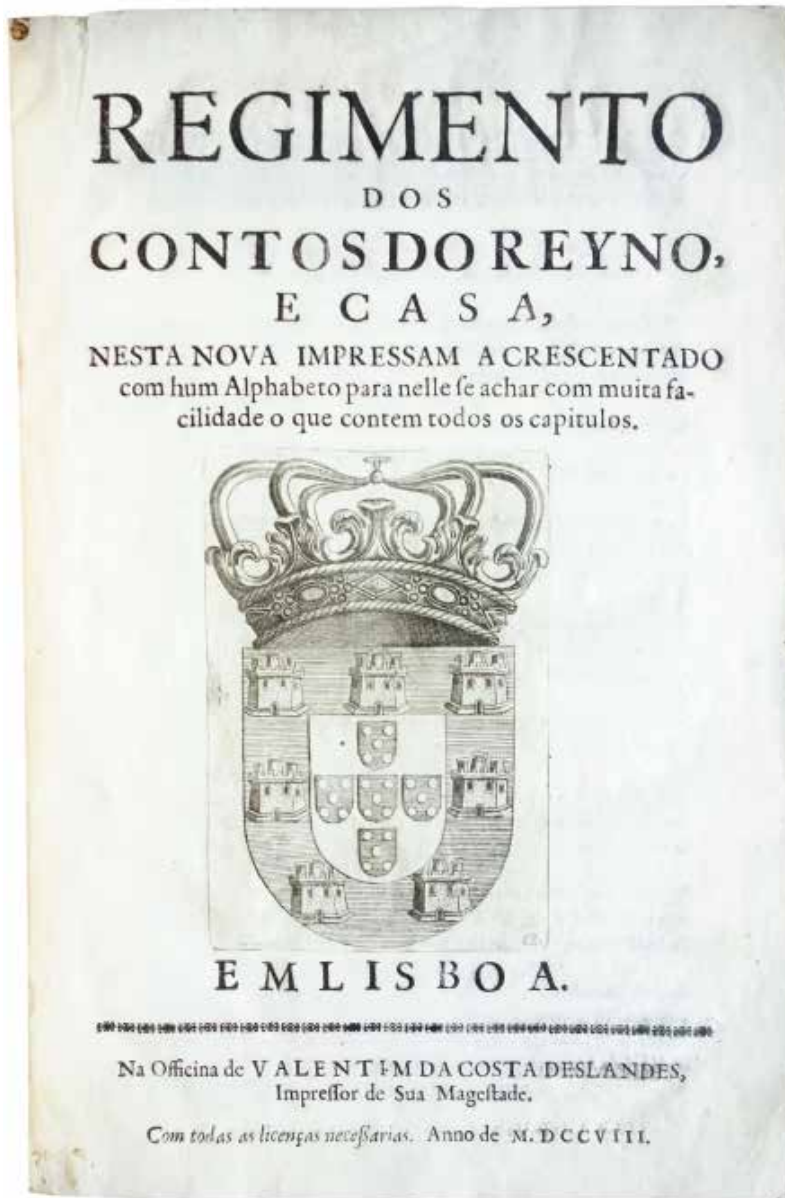 REGIMENTO
DOS
CONTOS DO REYNO,
E CASA,
NESTA NOVA IMPRESSAM ACRESCENTADO
com hum Alphabeto para nelle ſe achar com muita fa-
cilidade o que contem todos os capitulos.
EM LISBOA.
Na Officina de VALENTIM DA COSTA DESLANDES,
Impreſſor de Sua Mageſtade.
Com todas as licenças neceſſarias. Anno de M. DCCVIII.